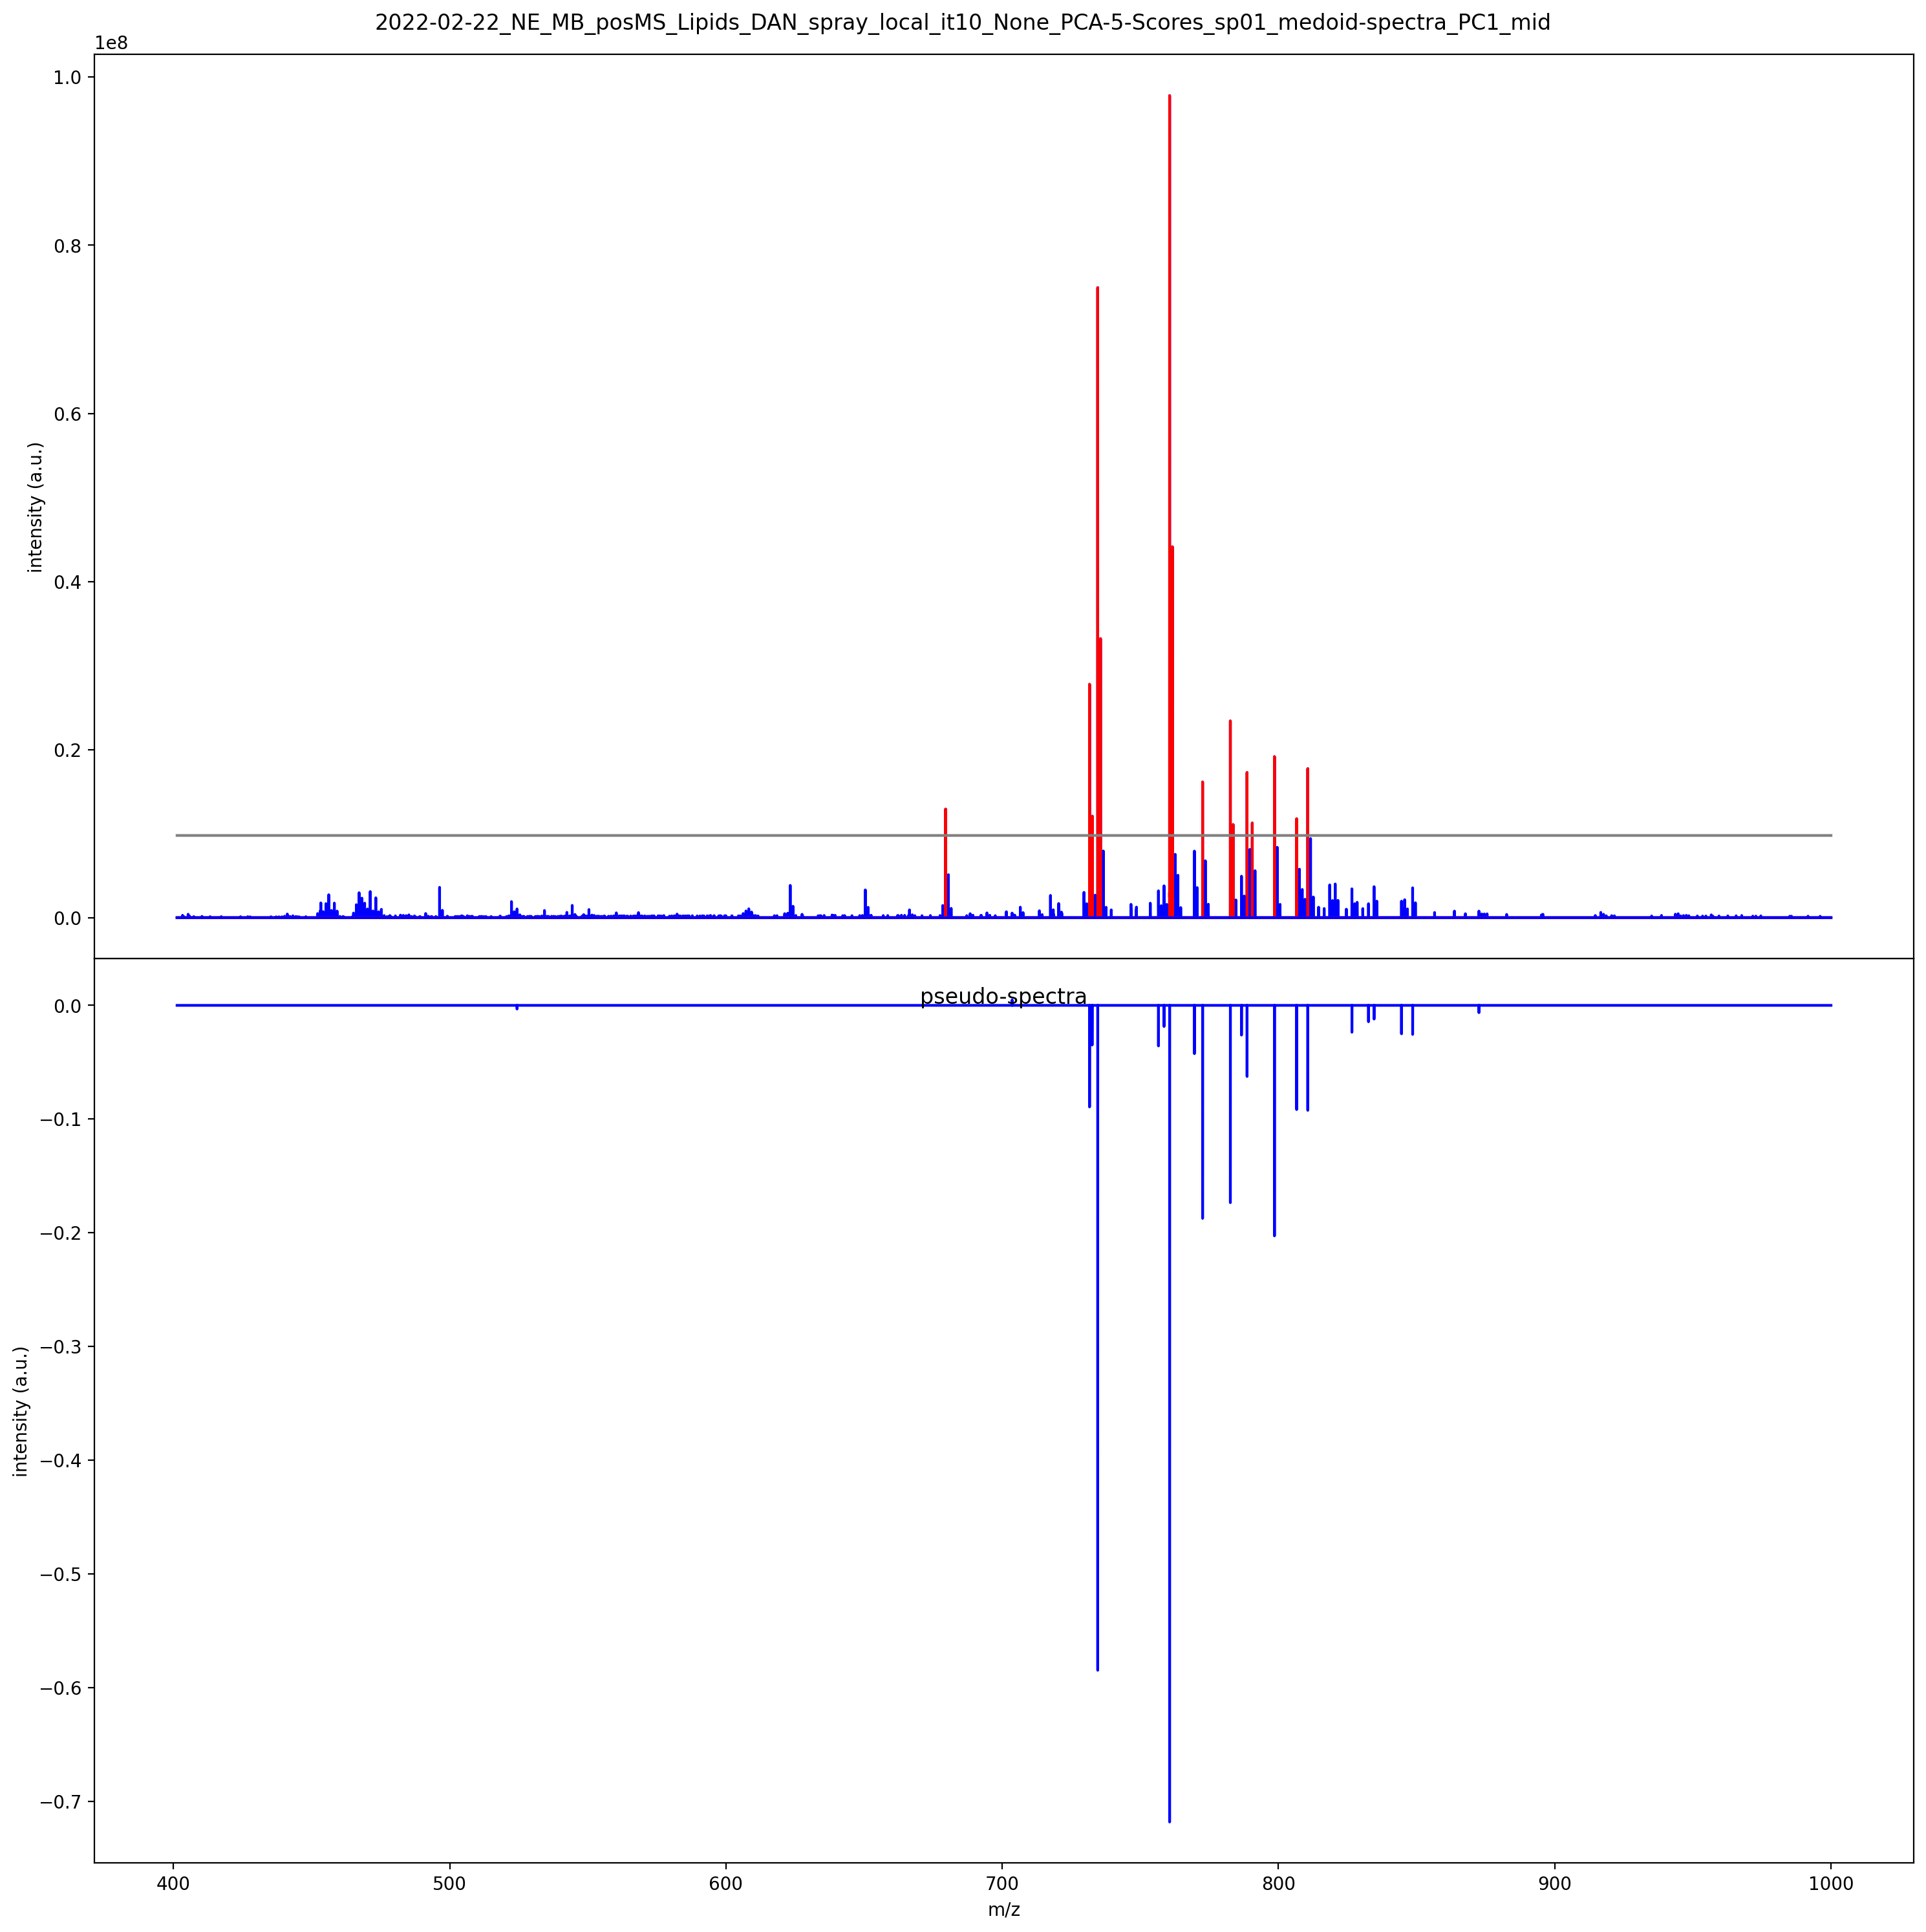 2022-02-22_NE_MB_posMS_Lipids_DAN_spray_local_it10_None_PCA-5-Scores_sp01_medoid-spectra_PC1_mid
1e8
1.0
0.8
0.6
0.4
0.2
0.0
intensity (a.u.)
pseudo-spectra
0.0
−0.1
−0.2
−0.3
−0.4
−0.5
−0.6
−0.7
intensity (a.u.)
400 500 600 700 800 900 1000
m/z